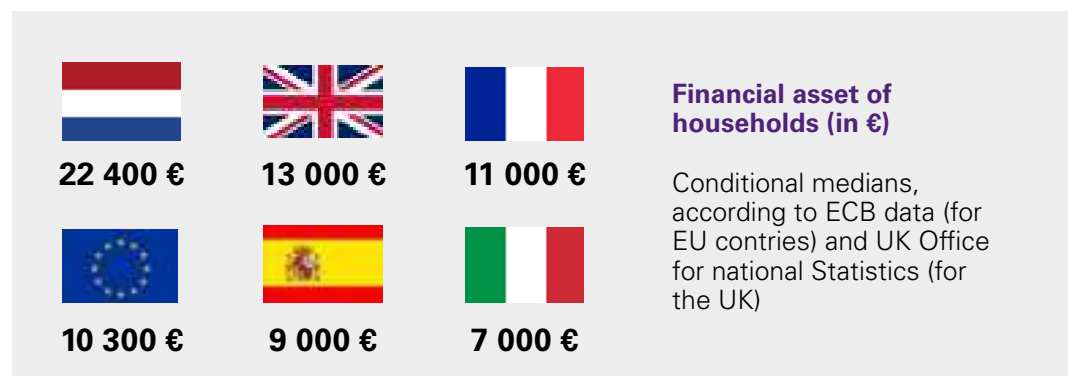 22 400 €
13 000 €
11 000 €
10 300 €
9 000 €
7 000 €
Financial asset of
households (in €)
Conditional medians,
according to ECB data (for
EU contries) and UK Office
for national Statistics (for
the UK)